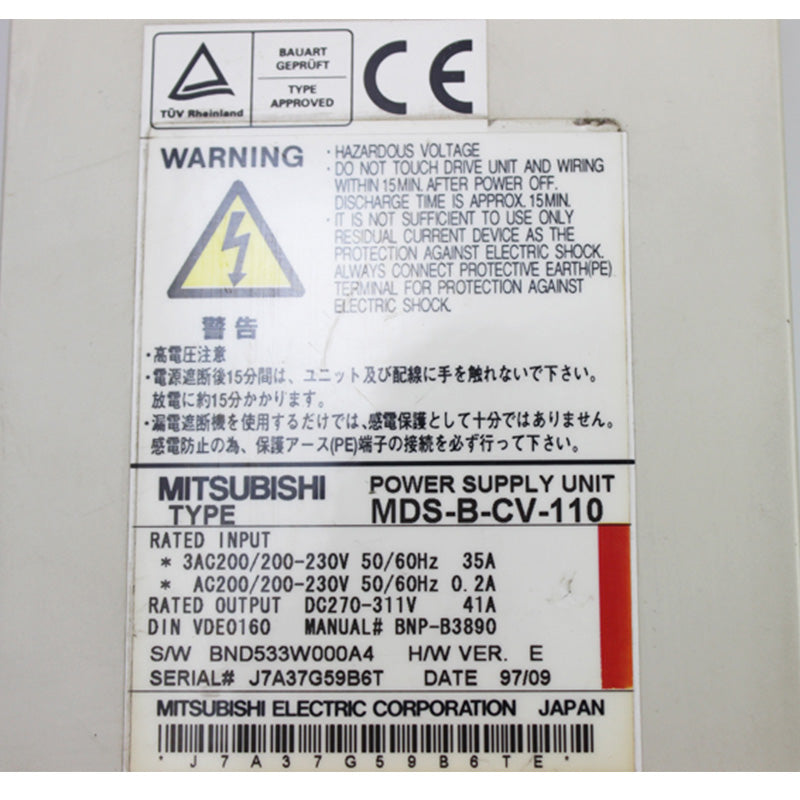 BAUART
GEPRÜFT
TYPE
APPROVED
TÜV Rheinland
CE
WARNING
・HAZARDOUS VOLTAGE
・DO NOT TOUCH DRIVE UNIT AND WIRING
WITHIN 15MIN. AFTER POWER OFF.
DISCHARGE TIME IS APPROX. 15MIN.
・IT IS NOT SUFFICIENT TO USE ONLY
RESIDUAL CURRENT DEVICE AS THE
PROTECTION AGAINST ELECTRIC SHOCK.
ALWAYS CONNECT PROTECTIVE EARTH(PE)
TERMINAL FOR PROTECTION AGAINST
ELECTRIC SHOCK.
警告
・高電圧注意
・電源遮断後15分間は、ユニット及び配線に手を触れないで下さい。
放電に約15分かかります。
・漏電遮断機を使用するだけでは、感電保護として十分ではありません。
感電防止の為、保護アース(PE)端子の接続を必ず行って下さい。
MITSUBISHI POWER SUPPLY UNIT
TYPE MDS-B-CV-110
RATED INPUT
* 3AC200/200-230V 50/60Hz 35A
* AC200/200-230V 50/60Hz 0.2A
RATED OUTPUT DC270-311V 41A
DIN VDE0160 MANUAL# BNP-B3890
S/W BND533W000A4 H/W VER. E
SERIAL# J7A37G59B6T DATE 97/09
MITSUBISHI ELECTRIC CORPORATION JAPAN
*J7A37G59B6TE*